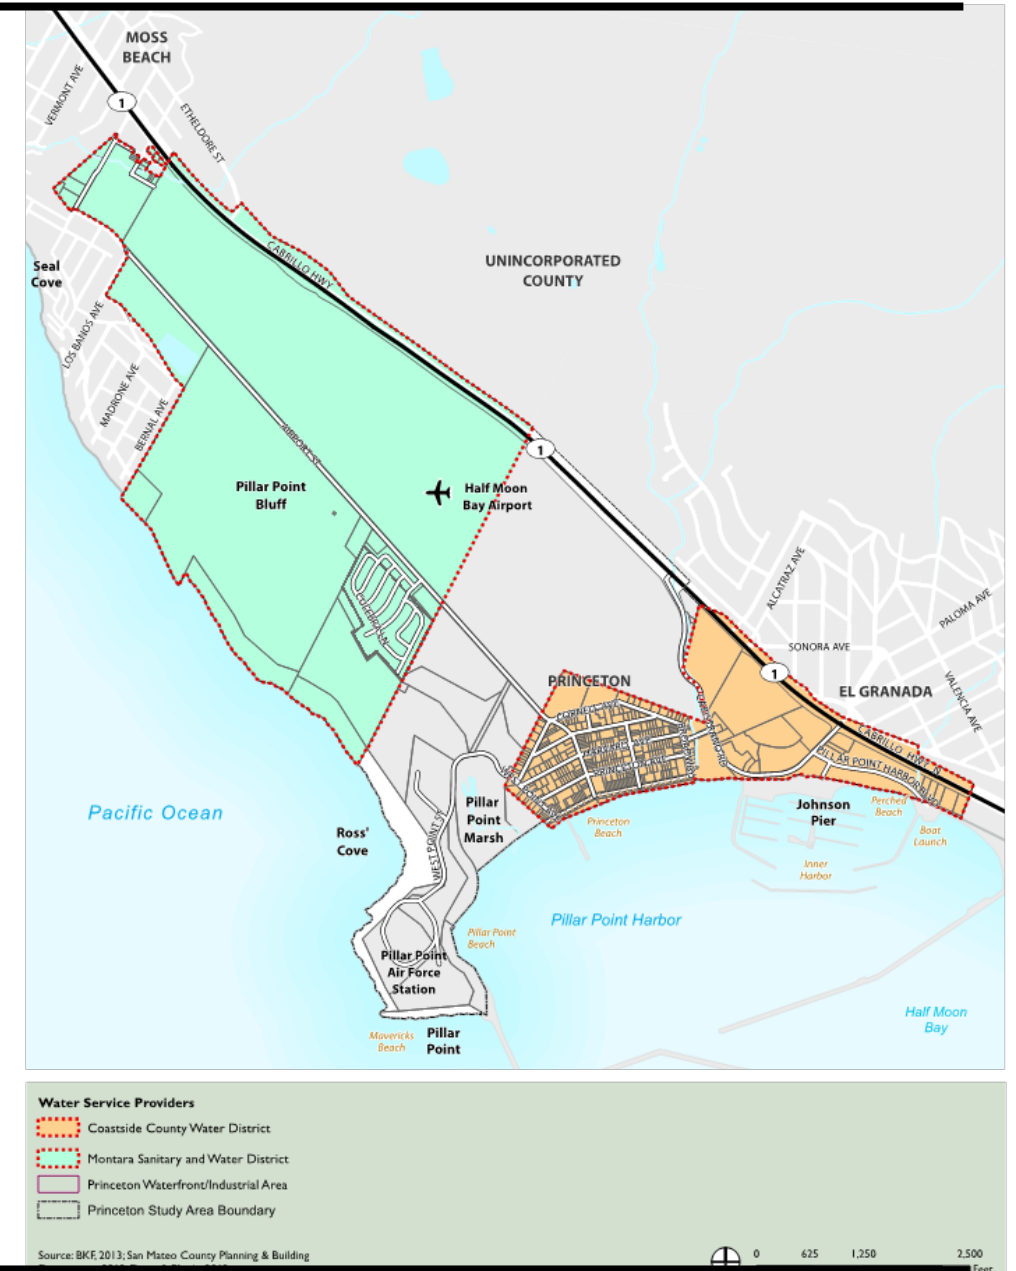 MOSS
BEACH
VERMONT AVE
1
ETHELDORE ST
CABRILLO HWY
UNINCORPORATED
COUNTY
Seal
Cove
LOS BANOS AVE
MADRONE AVE
BERNAL AVE
AIRPORT ST
1
Pillar Point
Bluff
Half Moon
Bay Airport
ALCATRAZ AVE
PALOMA AVE
SONORA AVE
VALENCIA AVE
EL GRANADA
1
PRINCETON
CORNELL AVE
HARVARD AVE
PRINCETON AVE
BROADWAY
CAPISTRANO RD
CABRILLO HWY N
PILLAR POINT HARBOR BLVD
Pacific Ocean
Ross'
Cove
Pillar
Point
Marsh
WEST POINT ST
Princeton
Beach
Johnson
Pier
Perched
Beach
Boat
Launch
Inner
Harbor
Pillar Point Harbor
Pillar Point
Beach
Pillar Point
Air Force
Station
Half Moon
Bay
Mavericks
Beach
Pillar
Point
Water Service Providers
Coastside County Water District
Montara Sanitary and Water District
Princeton Waterfront/Industrial Area
Princeton Study Area Boundary
Source: BKF, 2013; San Mateo County Planning & Building
0 625 1,250 2,500
Feet